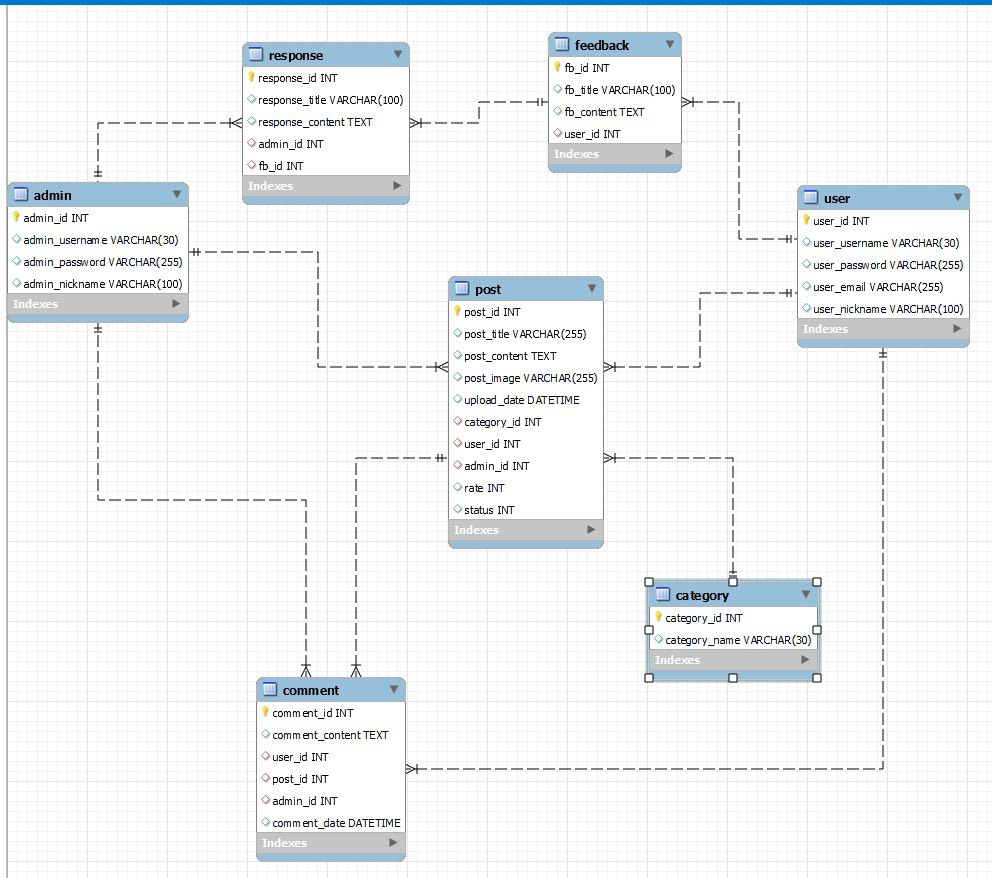 response
response_id INT
response_title VARCHAR(100)
response_content TEXT
admin_id INT
fb_id INT
Indexes
feedback
fb_id INT
fb_title VARCHAR(100)
fb_content TEXT
user_id INT
Indexes
admin
admin_id INT
admin_username VARCHAR(30)
admin_password VARCHAR(255)
admin_nickname VARCHAR(100)
Indexes
user
user_id INT
user_username VARCHAR(30)
user_password VARCHAR(255)
user_email VARCHAR(255)
user_nickname VARCHAR(100)
Indexes
post
post_id INT
post_title VARCHAR(255)
post_content TEXT
post_image VARCHAR(255)
upload_date DATETIME
category_id INT
user_id INT
admin_id INT
rate INT
status INT
Indexes
category
category_id INT
category_name VARCHAR(30)
Indexes
comment
comment_id INT
comment_content TEXT
user_id INT
post_id INT
admin_id INT
comment_date DATETIME
Indexes